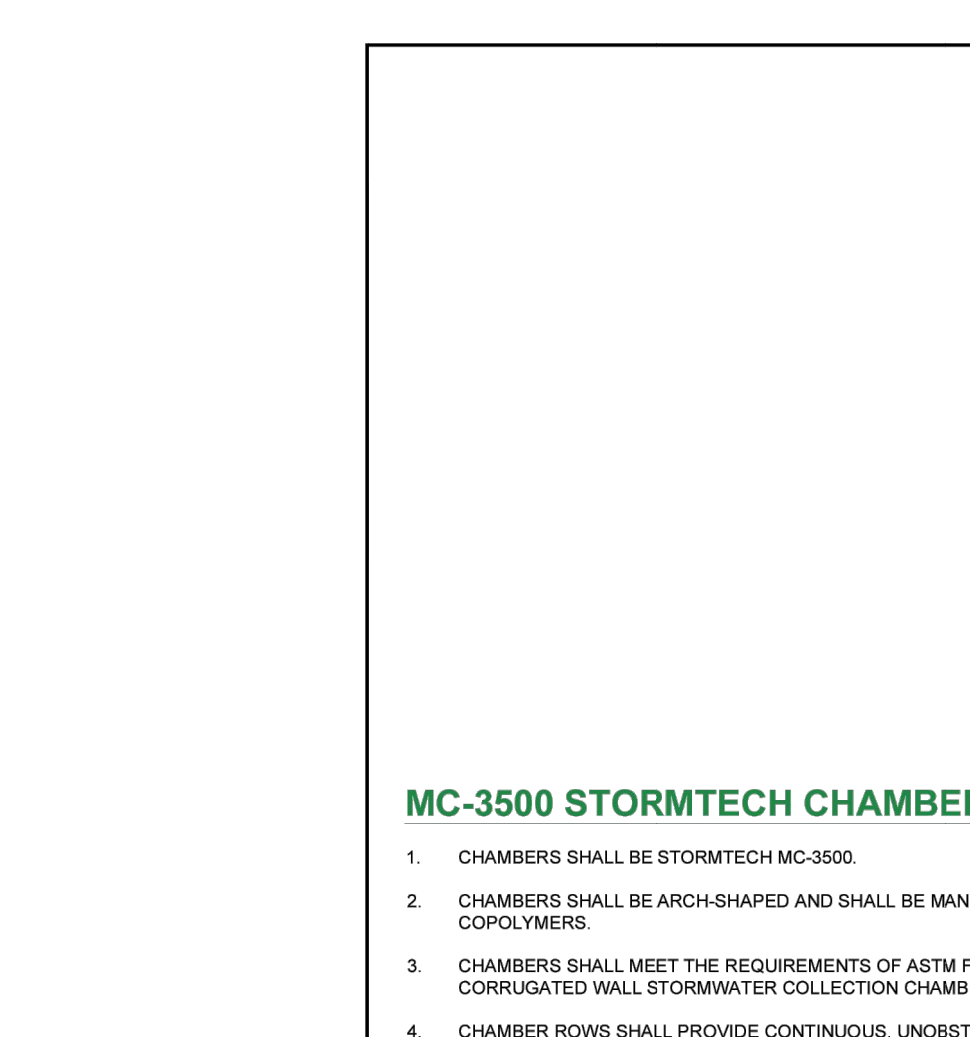 MC-3500 STORMTECH CHAMBER
1. CHAMBERS SHALL BE STORMTECH MC-3500.
2. CHAMBERS SHALL BE ARCH-SHAPED AND SHALL BE MAN
COPOLYMERS.
3. CHAMBERS SHALL MEET THE REQUIREMENTS OF ASTM F
CORRUGATED WALL STORMWATER COLLECTION CHAMB
4. CHAMBER ROWS SHALL PROVIDE CONTINUOUS, UNOBST